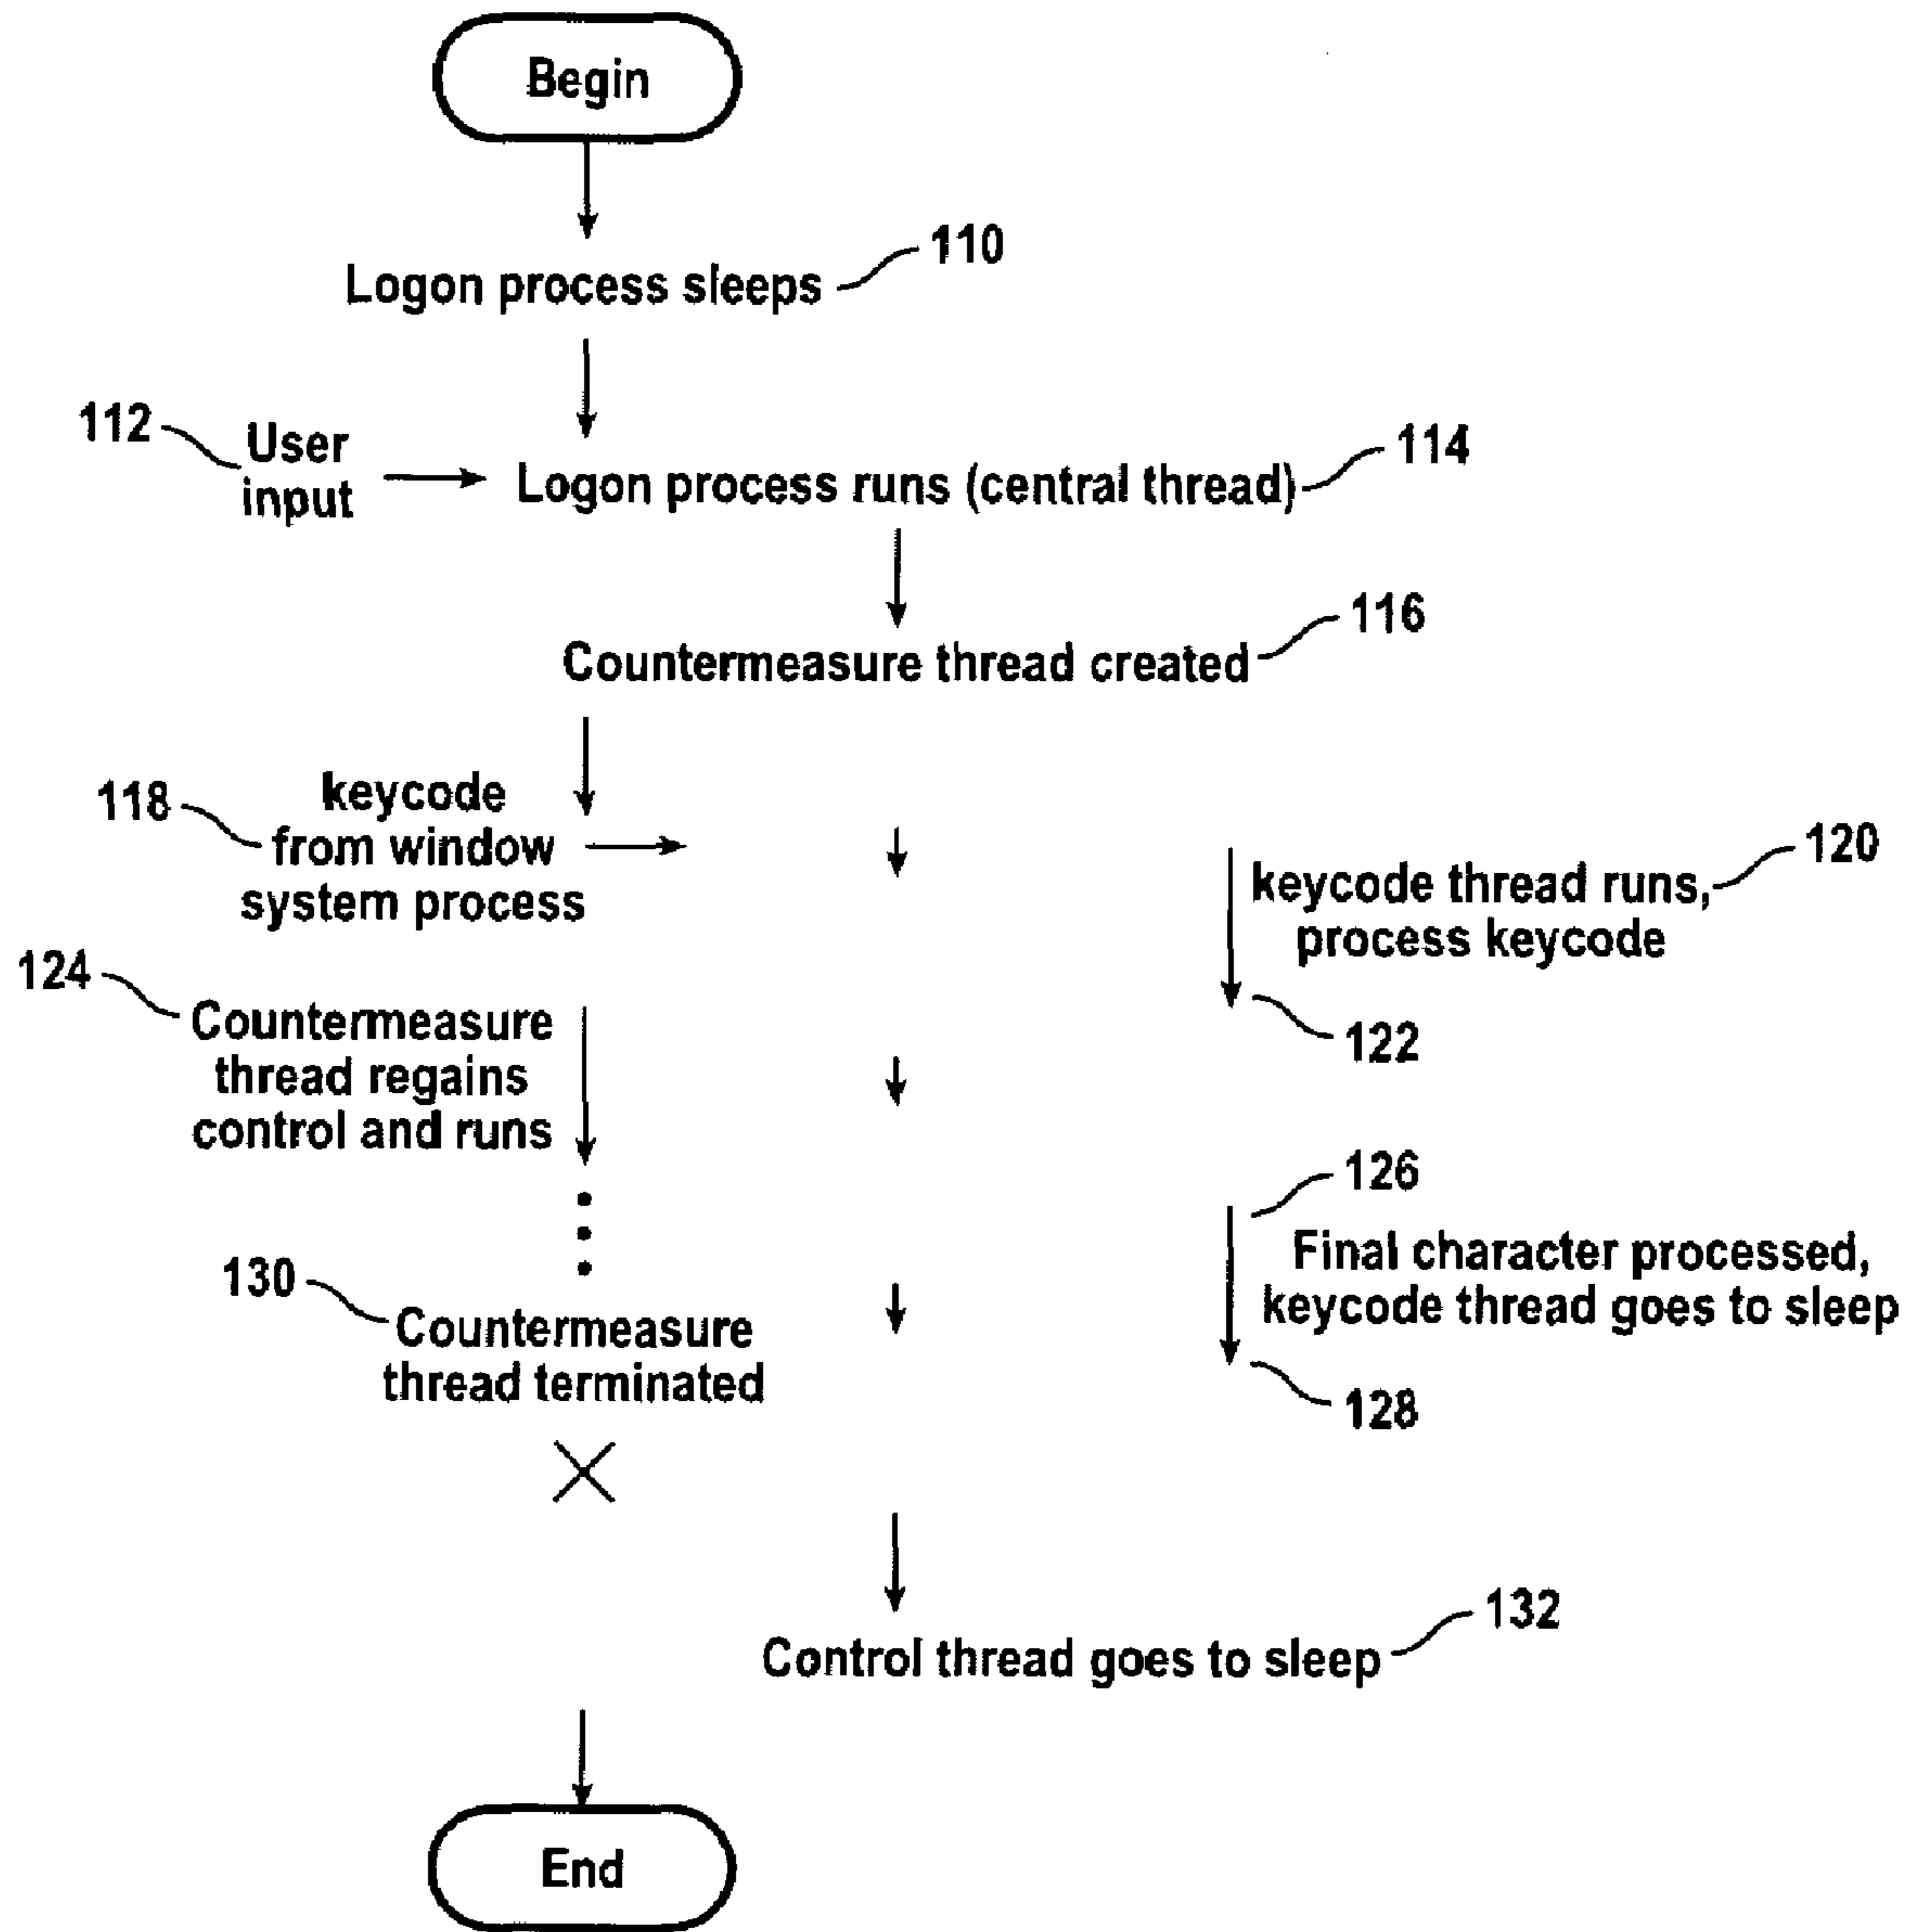 Begin
110
Logon process sleeps
112
User
input
114
Logon process runs (central thread)
116
Countermeasure thread created
118
keycode
from window
system process
120
keycode thread runs,
process keycode
122
124
Countermeasure
thread regains
control and runs
126
Final character processed,
keycode thread goes to sleep
128
130
Countermeasure
thread terminated
132
Control thread goes to sleep
End